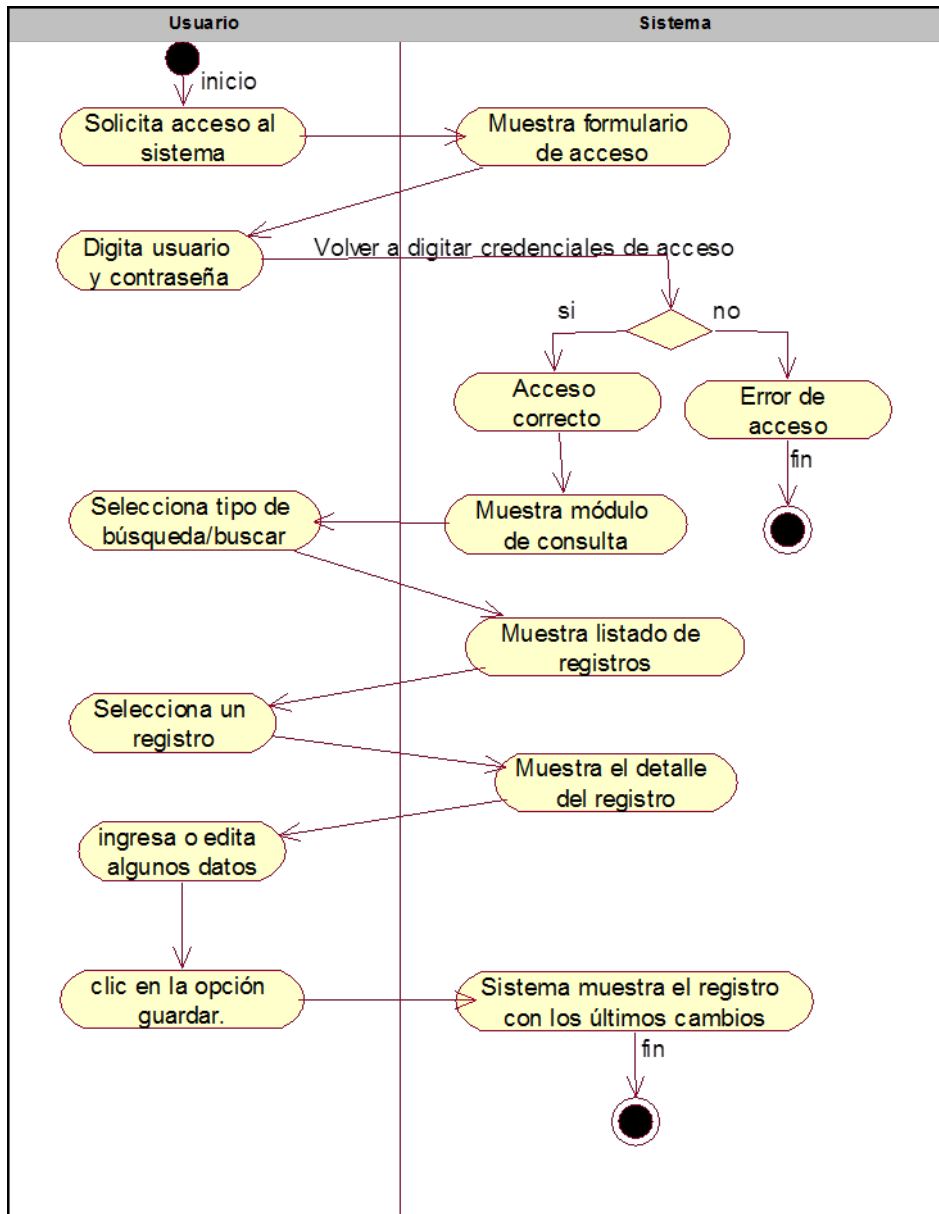 Usuario
Sistema
inicio
Solicita acceso al
sistema
Muestra formulario
de acceso
Digita usuario
y contraseña
Volver a digitar credenciales de acceso
si
no
Acceso
correcto
Error de
acceso
fin
Selecciona tipo de
búsqueda/buscar
Muestra módulo
de consulta
Muestra listado de
registros
Selecciona un
registro
Muestra el detalle
del registro
ingresa o edita
algunos datos
clic en la opción
guardar.
Sistema muestra el registro
con los últimos cambios
fin